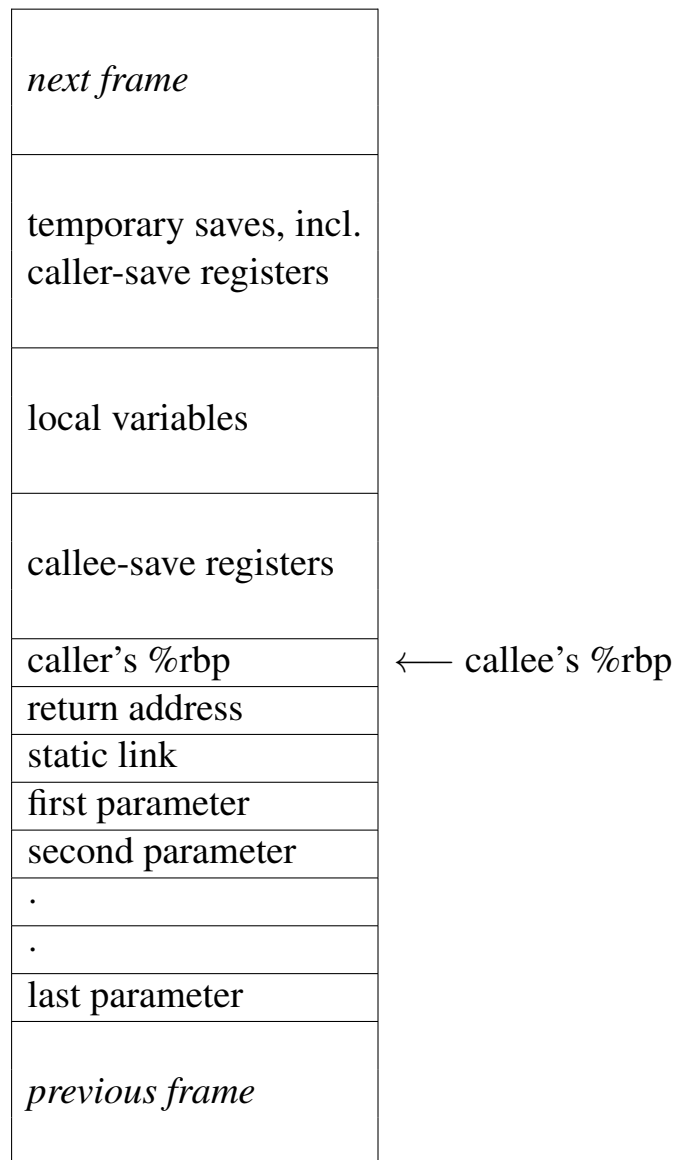 next frame
temporary saves, incl.
caller-save registers
local variables
callee-save registers
caller's %rbp ⟵ callee's %rbp
return address
static link
first parameter
second parameter
.
.
last parameter
previous frame